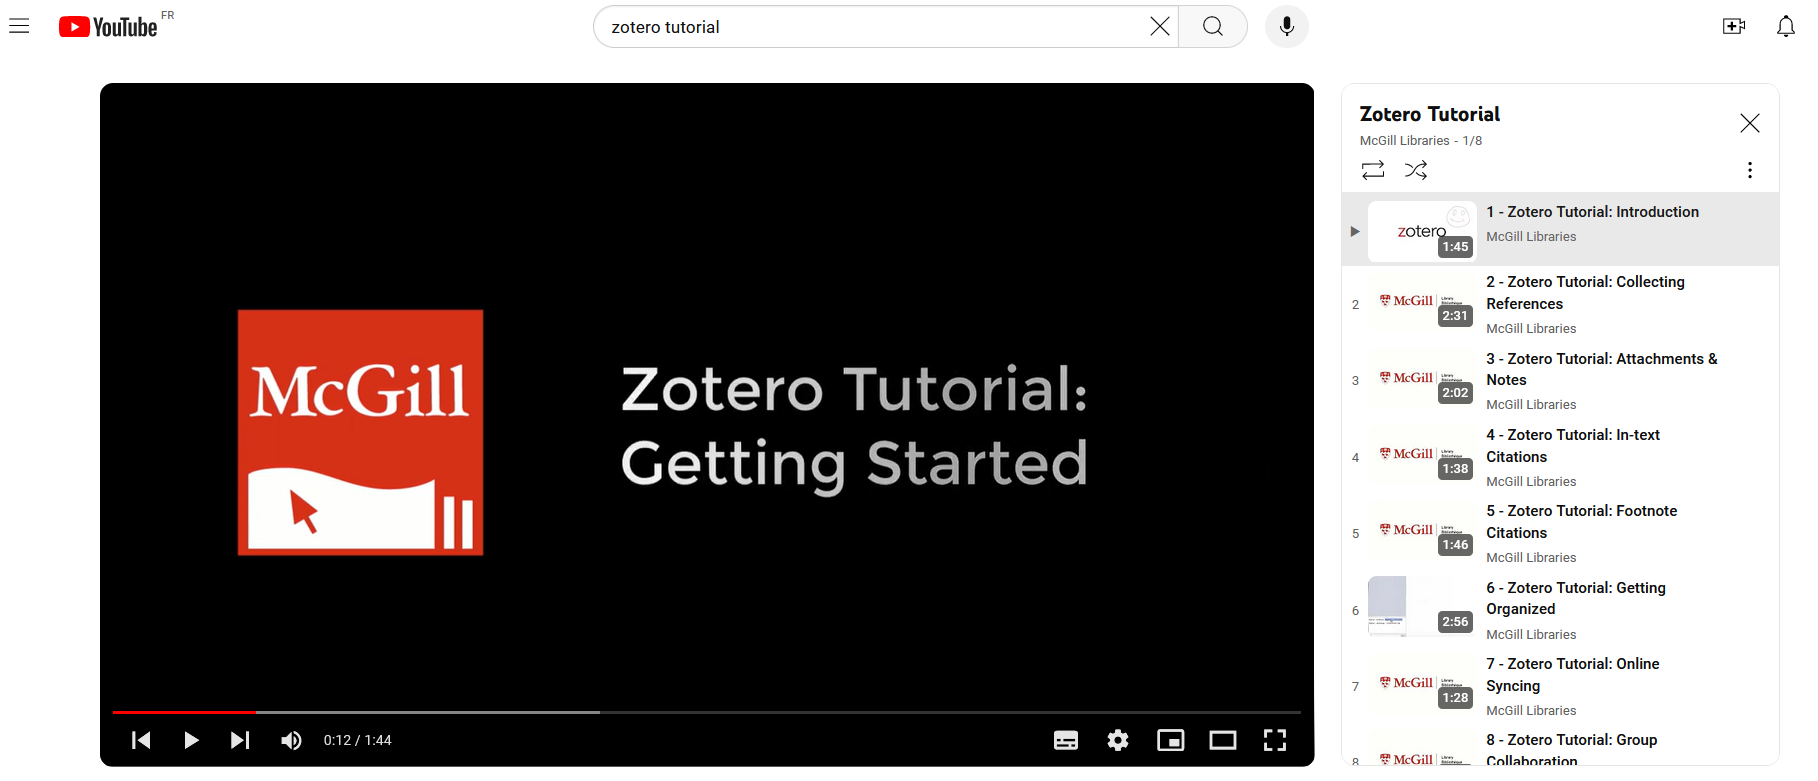 YouTube FR
zotero tutorial
McGill
Zotero Tutorial:
Getting Started
0:12 / 1:44
Zotero Tutorial
McGill Libraries - 1/8
zotero
1:45
1 - Zotero Tutorial: Introduction
McGill Libraries
2
McGill
2:31
2 - Zotero Tutorial: Collecting
References
McGill Libraries
3
McGill
2:02
3 - Zotero Tutorial: Attachments &
Notes
McGill Libraries
4
McGill
1:38
4 - Zotero Tutorial: In-text
Citations
McGill Libraries
5
McGill
1:46
5 - Zotero Tutorial: Footnote
Citations
McGill Libraries
6
2:56
6 - Zotero Tutorial: Getting
Organized
McGill Libraries
7
McGill
1:28
7 - Zotero Tutorial: Online
Syncing
McGill Libraries
8
McGill
8 - Zotero Tutorial: Group
Collaboration